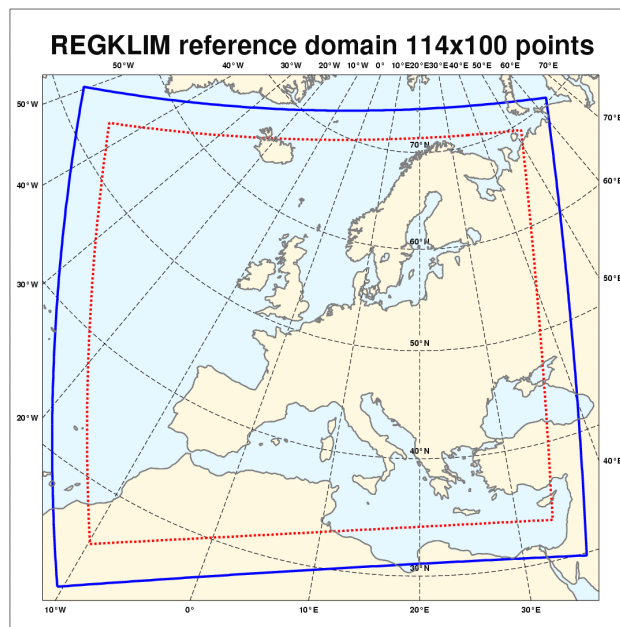 REGKLIM reference domain 114x100 points
50°W 40°W 30°W 20°W 10°W 0° 10°E 20°E 30°E 40°E 50°E 60°E 70°E
50°W
70°E
70°N
40°W
60°E
60°N
50°E
30°W
50°N
20°W
40°N
40°E
30°N
10°W 0° 10°E 20°E 30°E